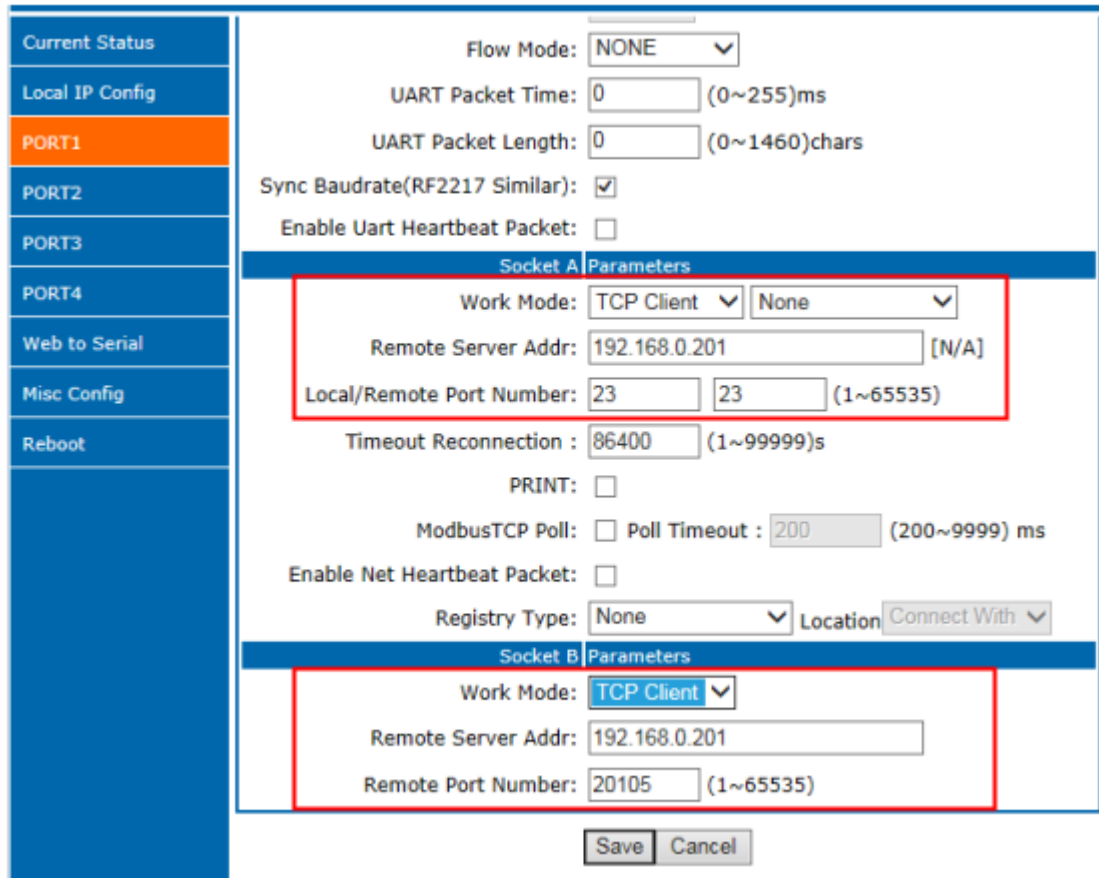 Current Status
Local IP Config
PORT1
PORT2
PORT3
PORT4
Web to Serial
Misc Config
Reboot
Flow Mode: NONE
UART Packet Time: 0 (0~255)ms
UART Packet Length: 0 (0~1460)chars
Sync Baudrate(RF2217 Similar):
Enable Uart Heartbeat Packet:
Socket A Parameters
Work Mode: TCP Client None
Remote Server Addr: 192.168.0.201 [N/A]
Local/Remote Port Number: 23 23 (1~65535)
Timeout Reconnection : 86400 (1~99999)s
PRINT:
ModbusTCP Poll: Poll Timeout : 200 (200~9999) ms
Enable Net Heartbeat Packet:
Registry Type: None Location Connect With
Socket B Parameters
Work Mode: TCP Client
Remote Server Addr: 192.168.0.201
Remote Port Number: 20105 (1~65535)
Save Cancel